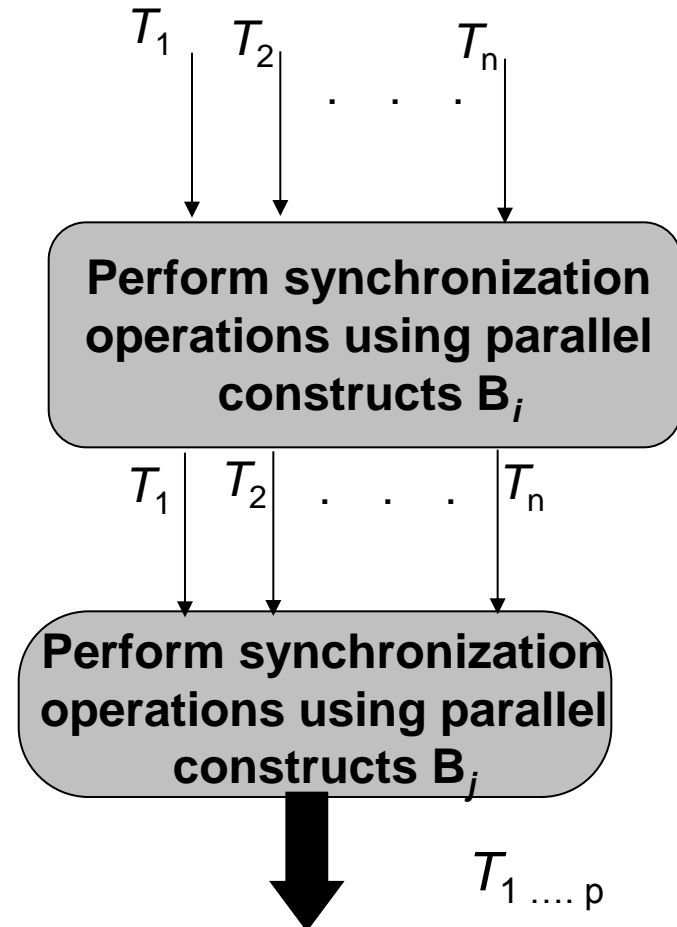 T₁ T₂ . . . Tₙ
Perform synchronization
operations using parallel
constructs Bᵢ
T₁ T₂ . . . Tₙ
Perform synchronization
operations using parallel
constructs Bⱼ
T₁ .... ₚ